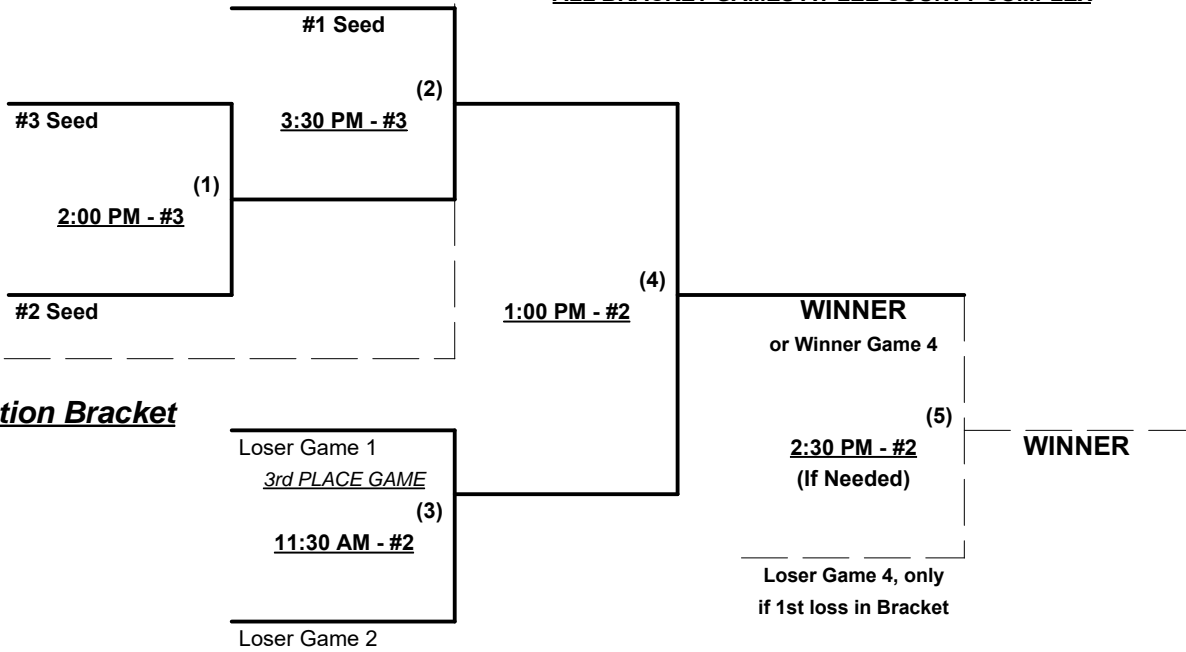 #1 Seed
(2)
#3 Seed
3:30 PM - #3
(1)
2:00 PM - #3
(4)
#2 Seed
1:00 PM - #2
WINNER
or Winner Game 4
tion Bracket
(5)
Loser Game 1
2:30 PM - #2
WINNER
3rd PLACE GAME
(If Needed)
(3)
11:30 AM - #2
Loser Game 4, only
if 1st loss in Bracket
Loser Game 2